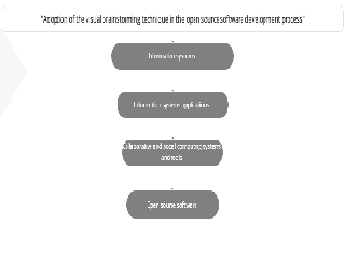 "Adoption of the visual brainstorming technique in the open source software development process"
Information systems
Information systems applications
Collaborative and social computing systems
and tools
Open source software